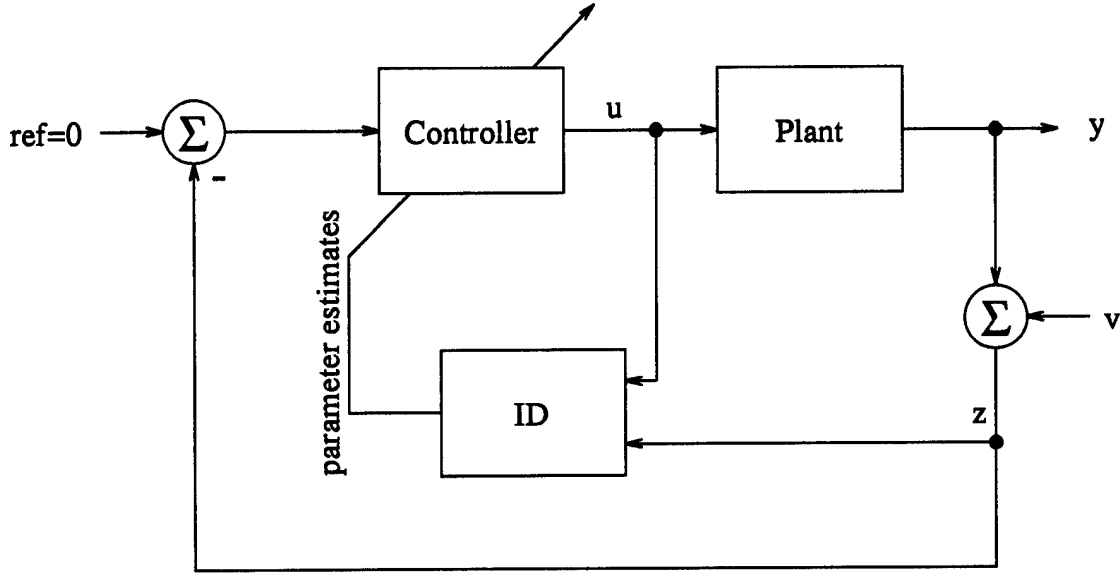 ref=0
Σ
-
Controller
u
Plant
y
parameter estimates
ID
Σ
v
z